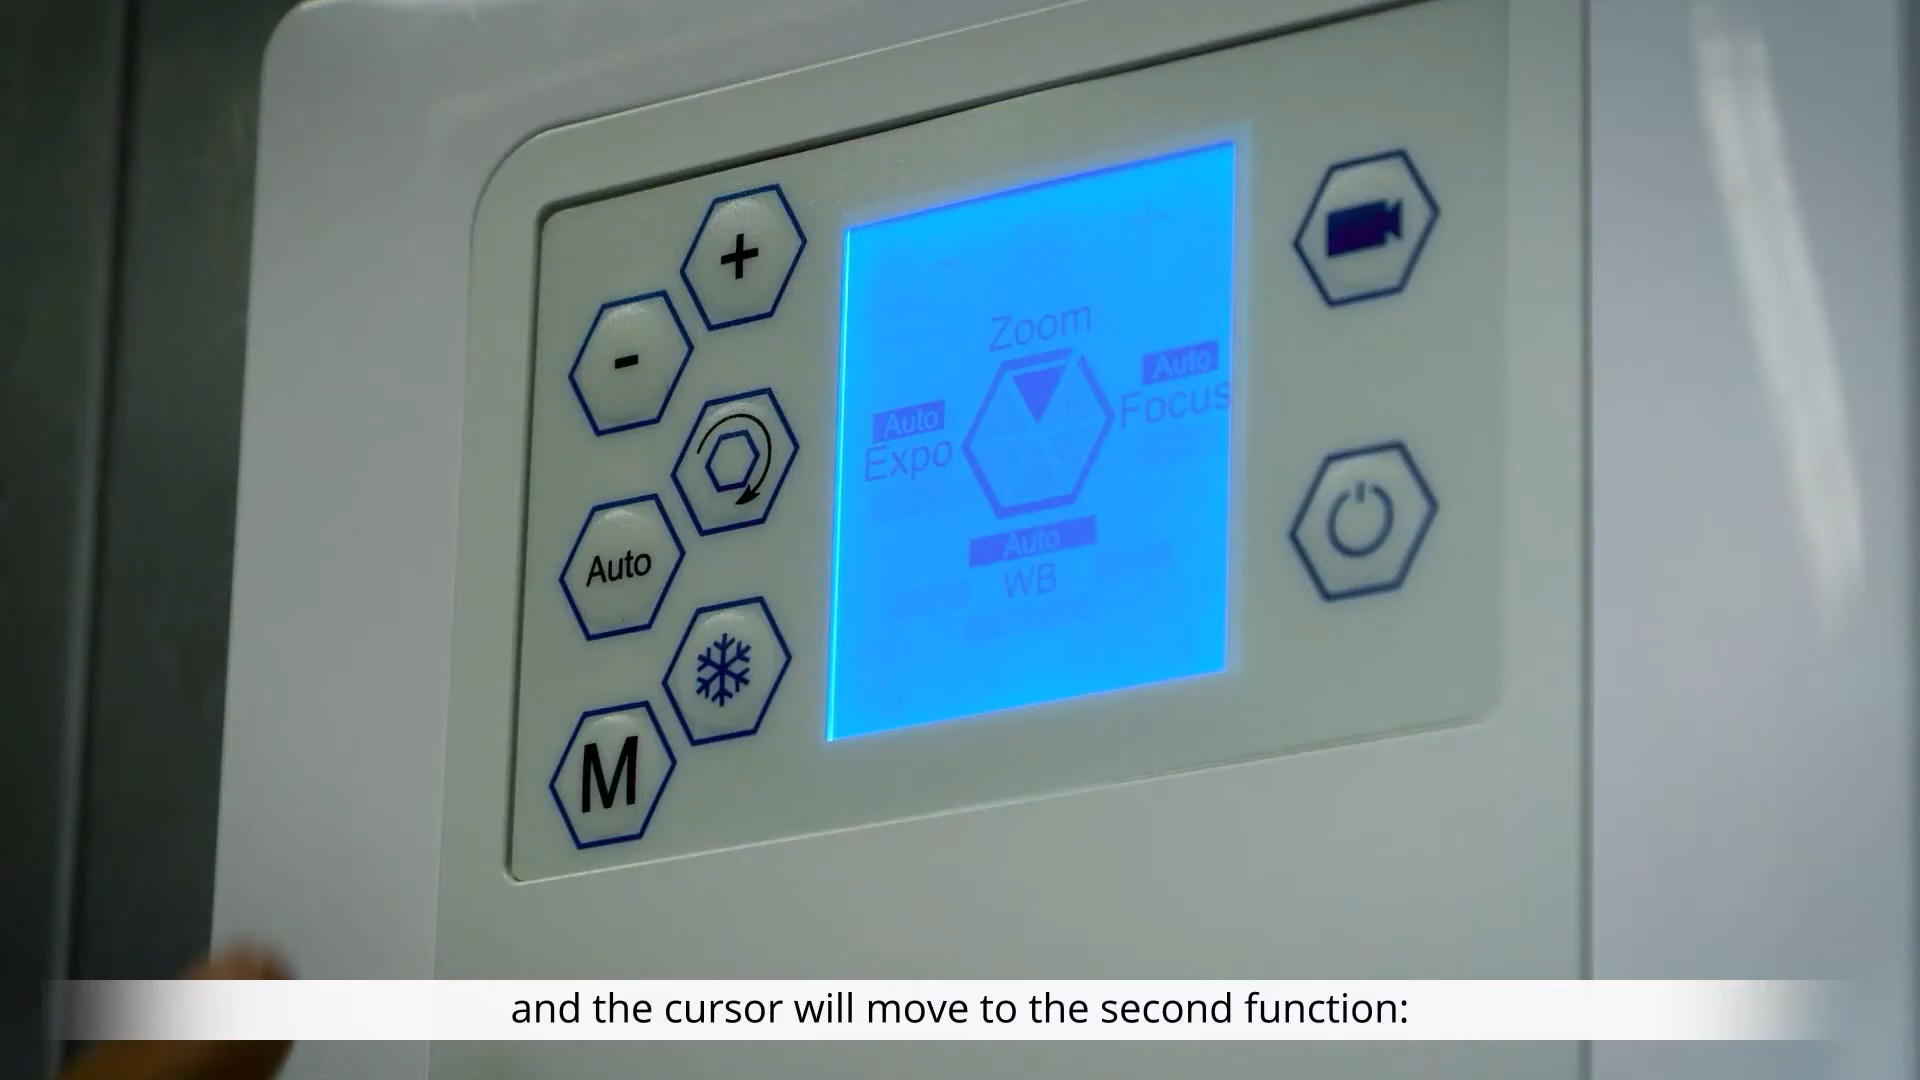 +
-
Auto
M
Zoom
Auto
Focus
Auto
Expo
Auto
WB
and the cursor will move to the second function: